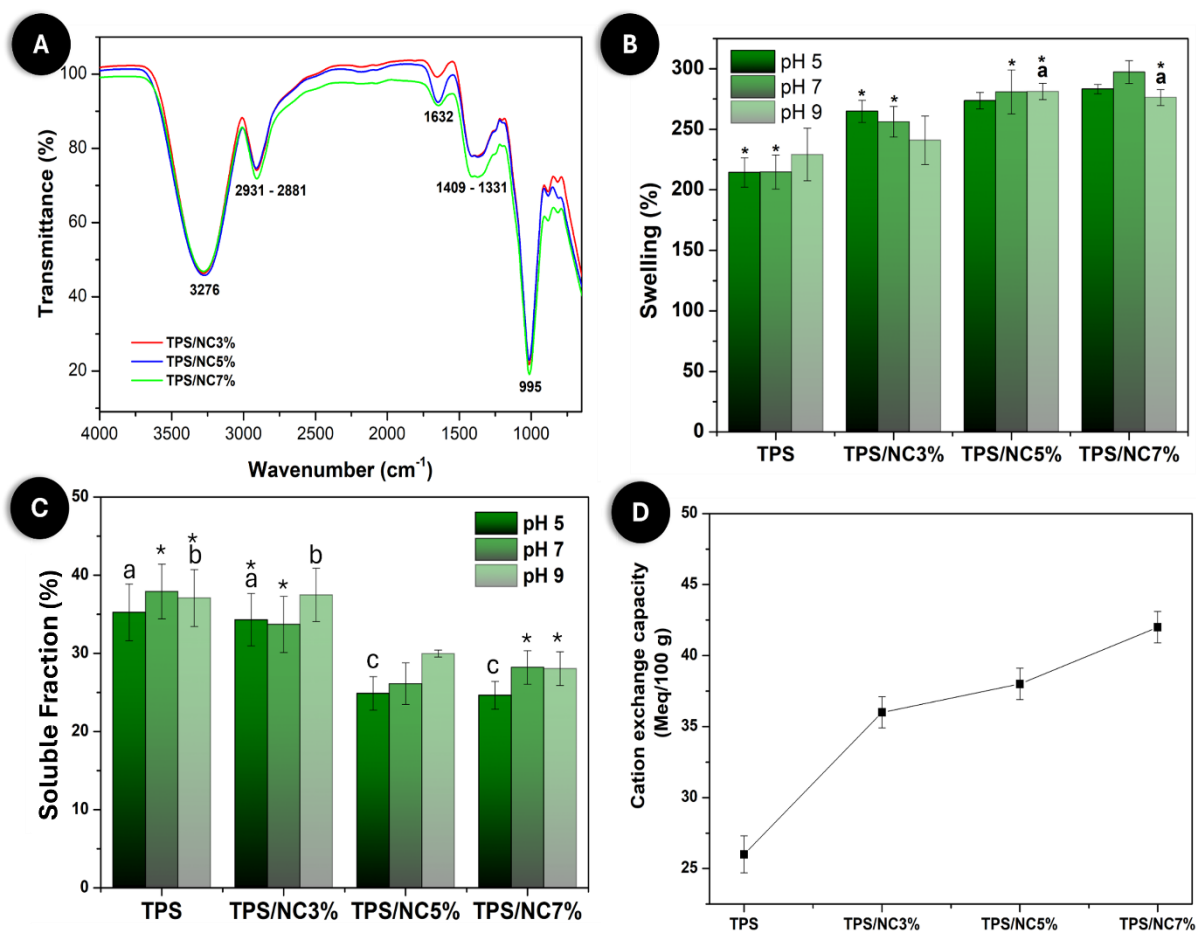 A
Transmittance (%)
100
80
60
40
20
3276
2931 - 2881
1632
1409 - 1331
995
TPS/NC3%
TPS/NC5%
TPS/NC7%
4000
3500
3000
2500
2000
1500
1000
Wavenumber (cm⁻¹)
B
Swelling (%)
300
250
200
150
100
50
0
pH 5
pH 7
pH 9
* *
* *
* * a
* a
TPS
TPS/NC3%
TPS/NC5%
TPS/NC7%
C
Soluble Fraction (%)
50
40
30
20
10
0
pH 5
pH 7
pH 9
a * * b
* a * b
c
c * *
TPS
TPS/NC3%
TPS/NC5%
TPS/NC7%
D
Cation exchange capacity
(Meq/100 g)
50
45
40
35
30
25
TPS
TPS/NC3%
TPS/NC5%
TPS/NC7%